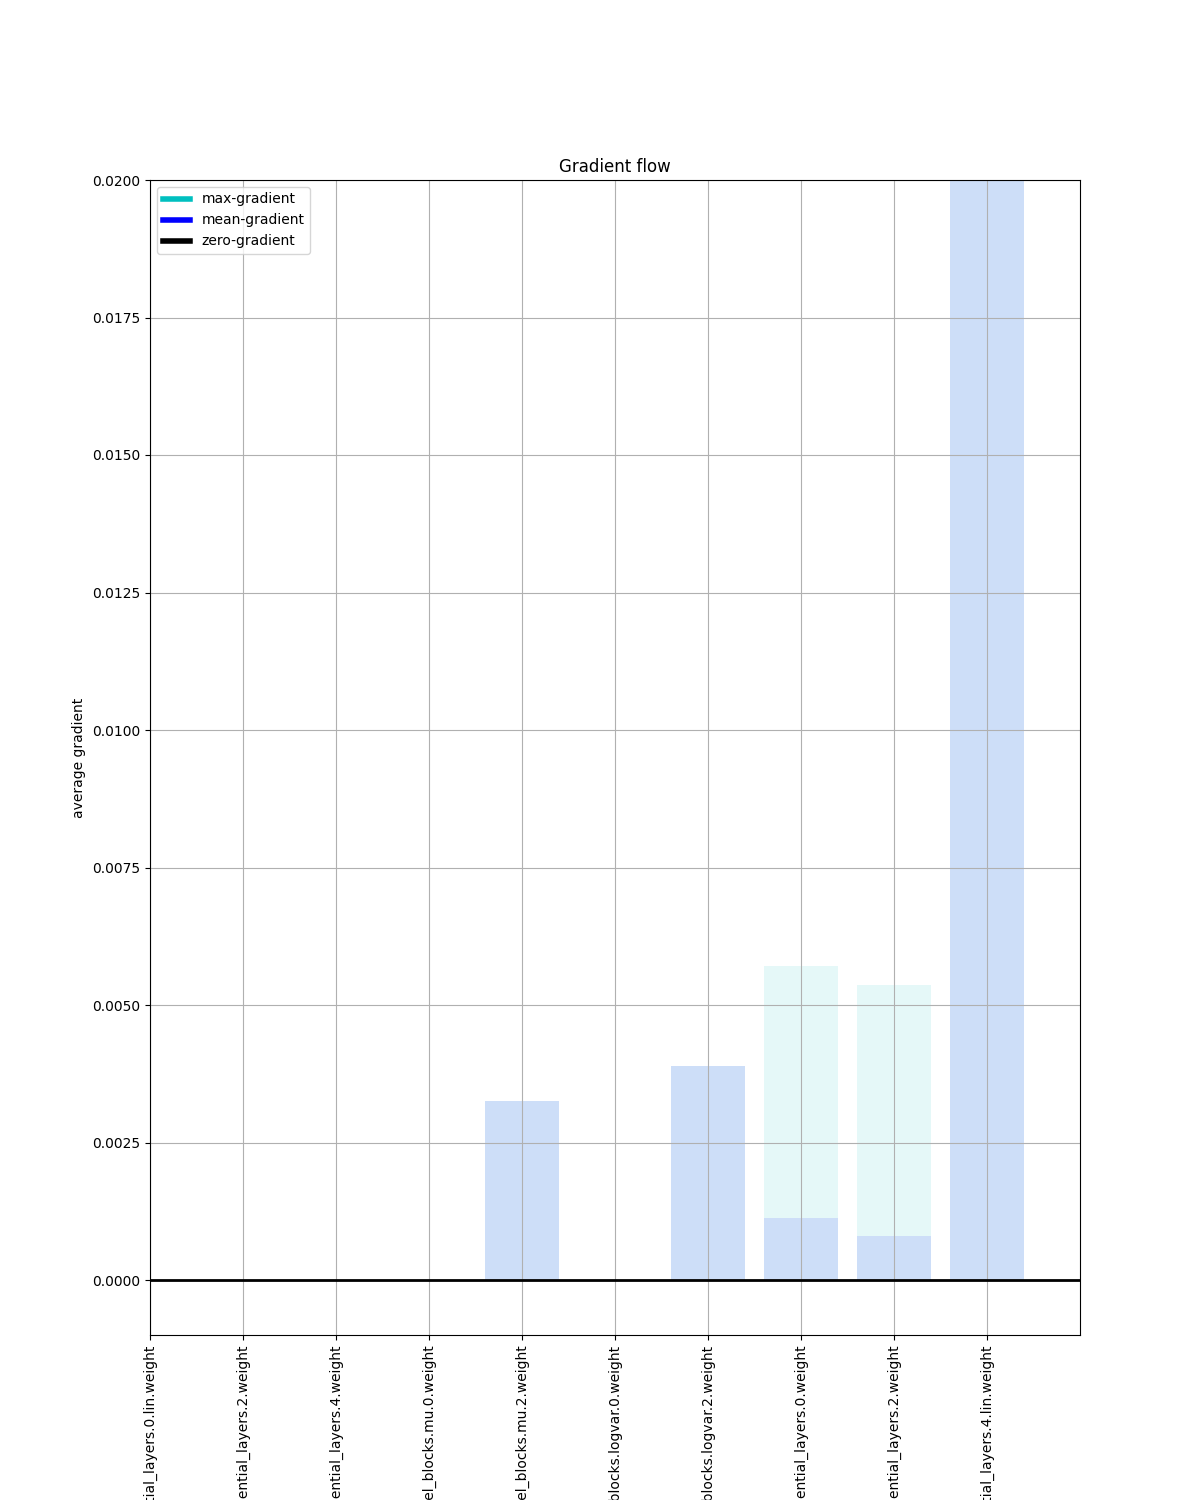 Gradient flow
max-gradient
mean-gradient
zero-gradient
0.0200
0.0175
0.0150
0.0125
0.0100
0.0075
0.0050
0.0025
0.0000
average gradient
tial_layers.0.lin.weight
ential_layers.2.weight
ential_layers.4.weight
el_blocks.mu.0.weight
el_blocks.mu.2.weight
blocks.logvar.0.weight
blocks.logvar.2.weight
ential_layers.0.weight
ential_layers.2.weight
tial_layers.4.lin.weight